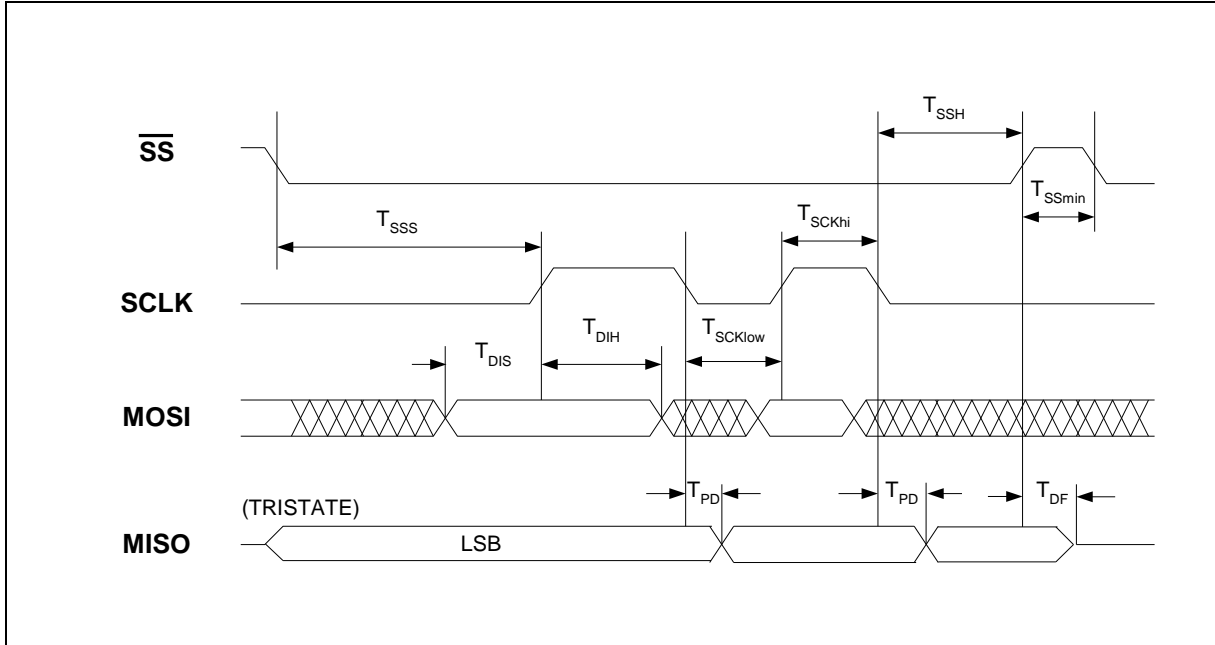 T_SSH
SS
T_SSmin
T_SSS
T_SCKhi
SCLK
T_DIS
T_DIH
T_SCKlow
MOSI
(TRISTATE)
T_PD
T_PD
T_DF
MISO
LSB